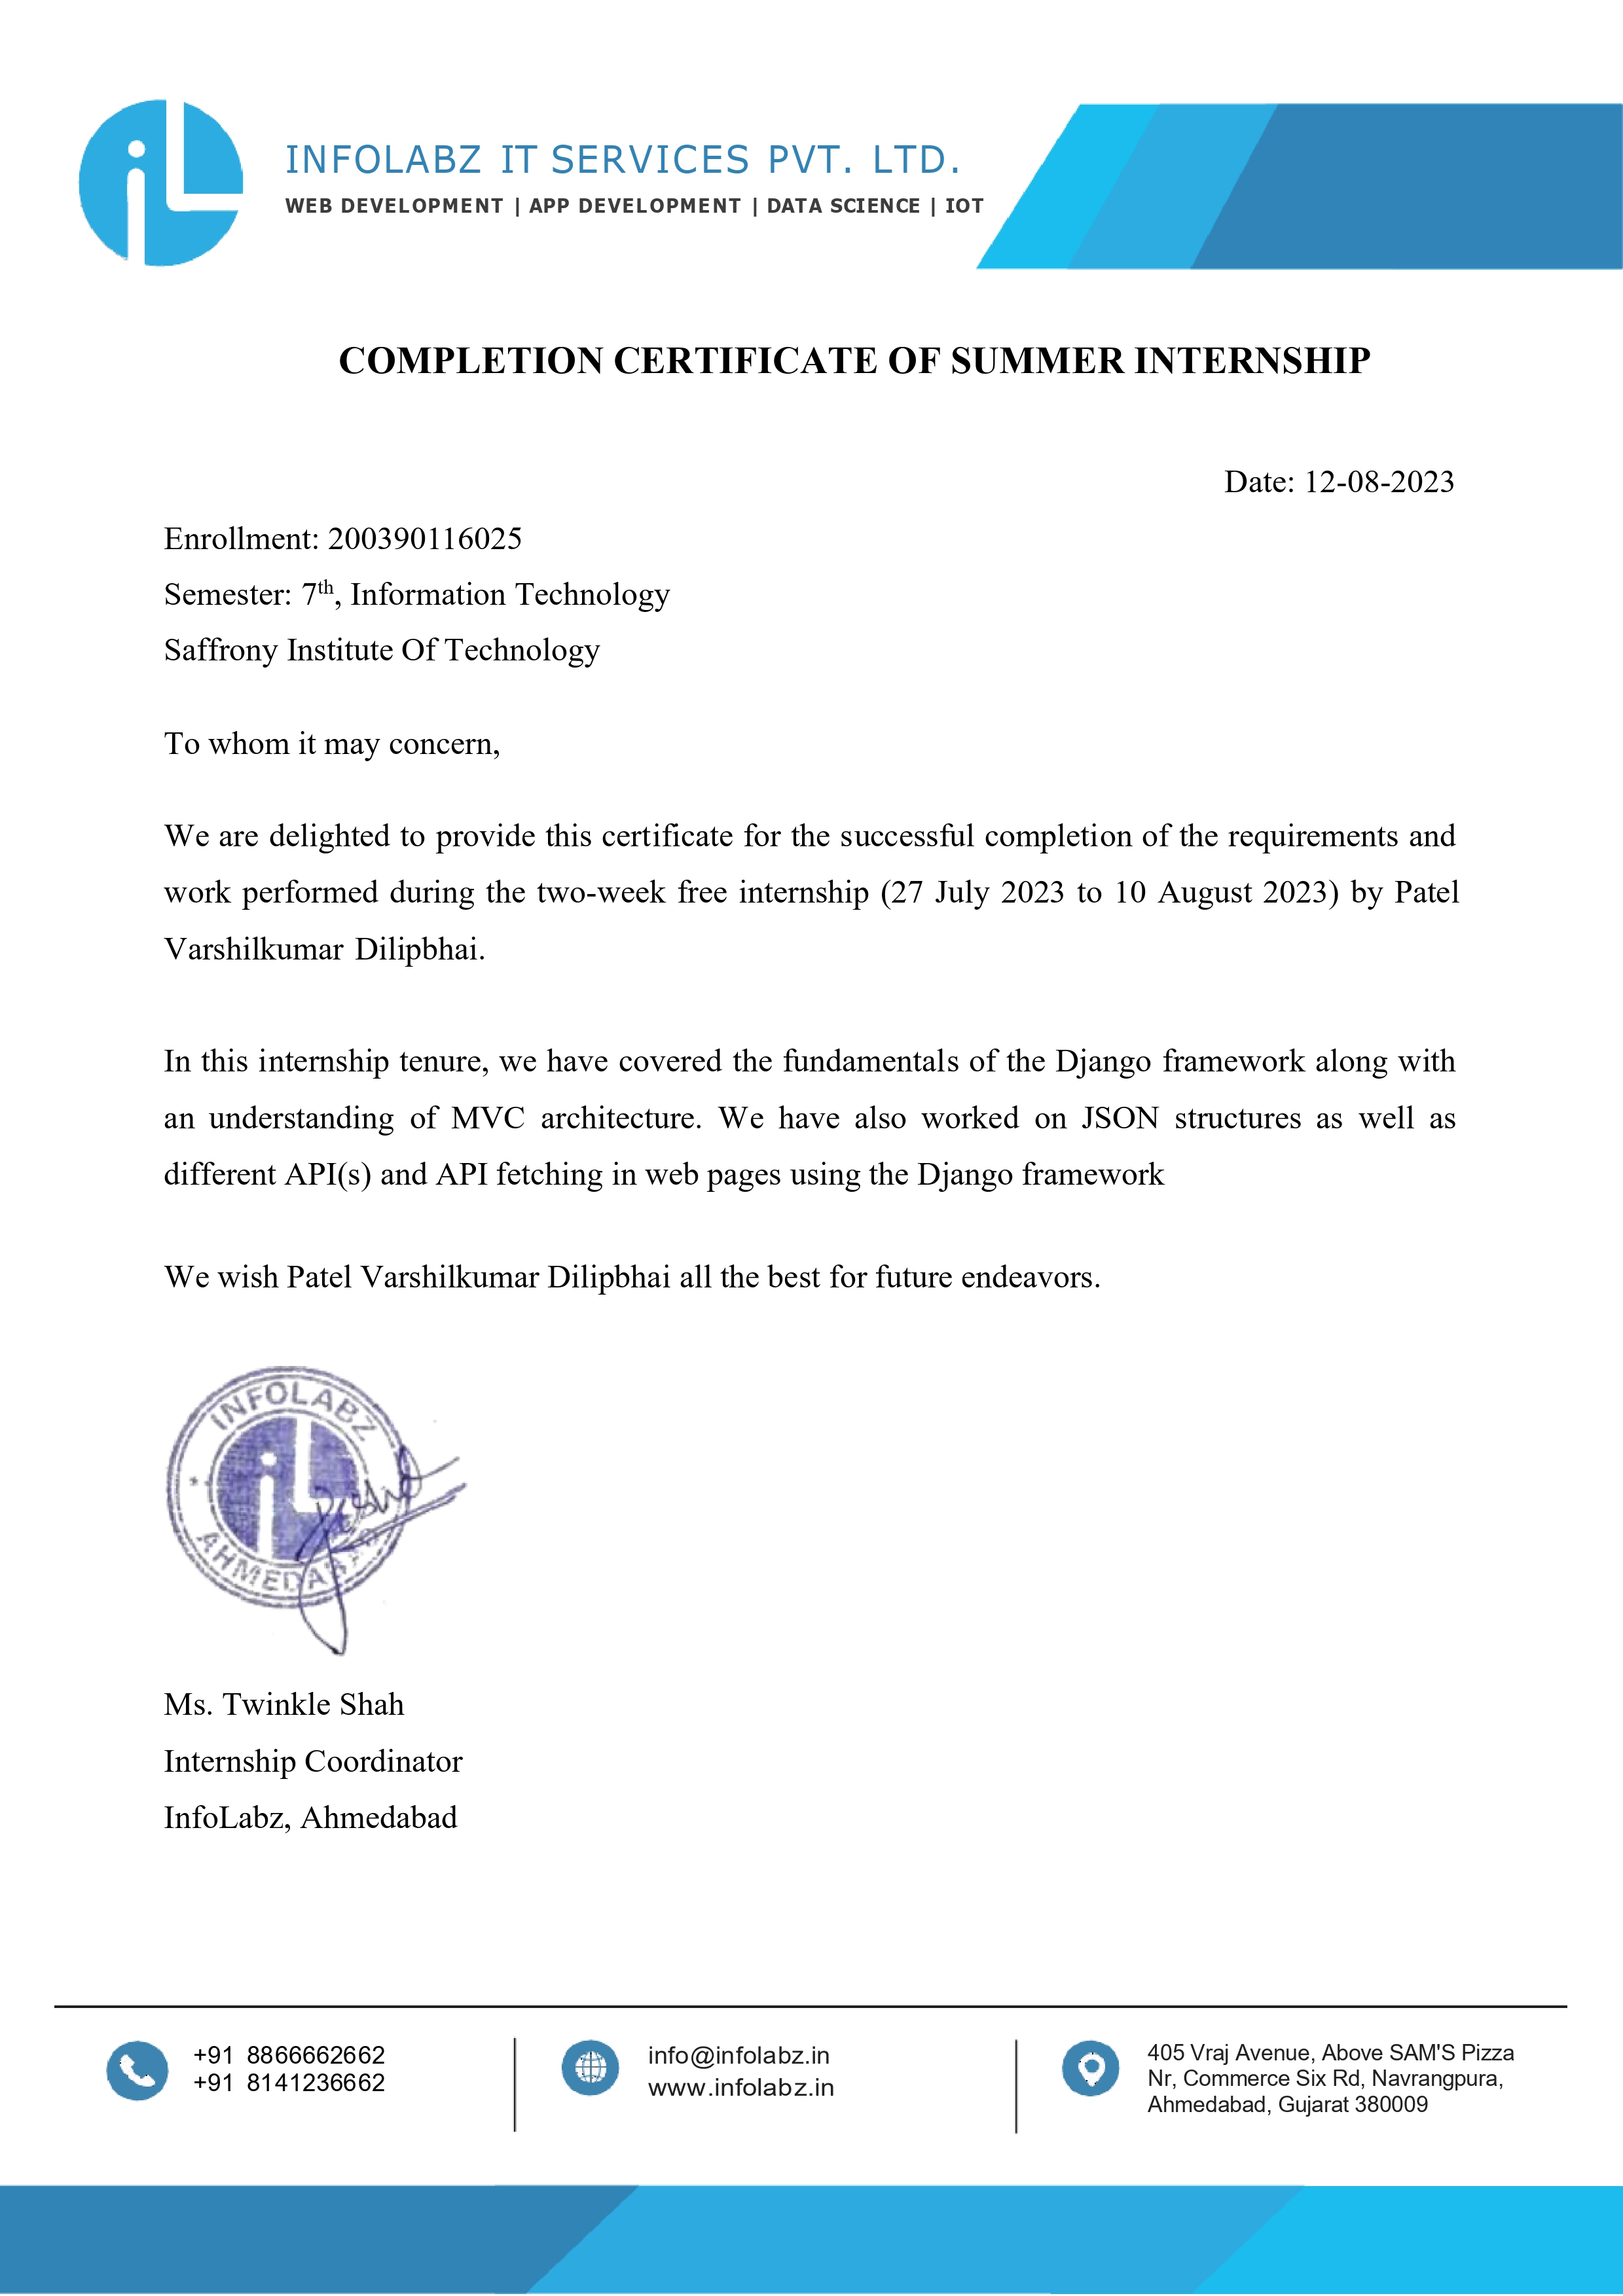 iL
INFOLABZ IT SERVICES PVT. LTD.
WEB DEVELOPMENT | APP DEVELOPMENT | DATA SCIENCE | IOT
COMPLETION CERTIFICATE OF SUMMER INTERNSHIP
Date: 12-08-2023
Enrollment: 200390116025
Semester: 7th, Information Technology
Saffrony Institute Of Technology
To whom it may concern,
We are delighted to provide this certificate for the successful completion of the requirements and
work performed during the two-week free internship (27 July 2023 to 10 August 2023) by Patel
Varshilkumar Dilipbhai.
In this internship tenure, we have covered the fundamentals of the Django framework along with
an understanding of MVC architecture. We have also worked on JSON structures as well as
different API(s) and API fetching in web pages using the Django framework
We wish Patel Varshilkumar Dilipbhai all the best for future endeavors.
INFOLABZ
iL
AHMEDABAD
Ms. Twinkle Shah
Internship Coordinator
InfoLabz, Ahmedabad
+91 8866662662
+91 8141236662
info@infolabz.in
www.infolabz.in
405 Vraj Avenue, Above SAM'S Pizza
Nr, Commerce Six Rd, Navrangpura,
Ahmedabad, Gujarat 380009